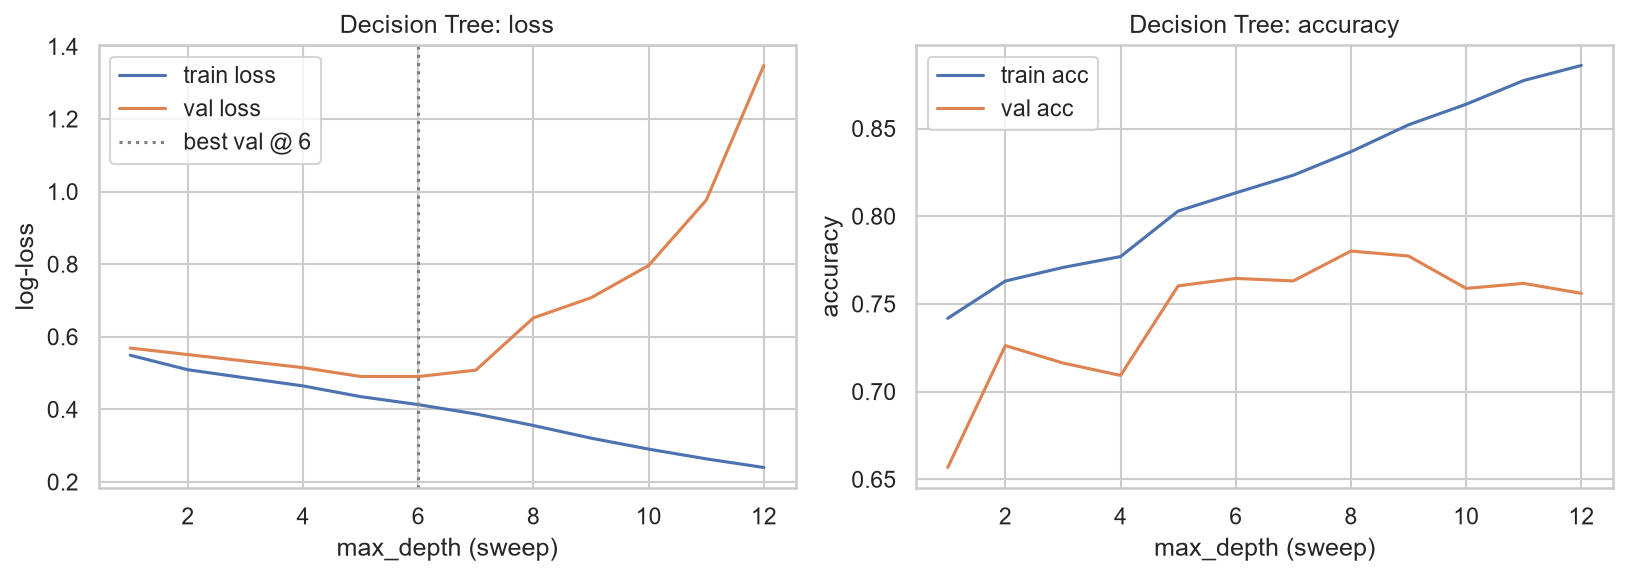 Decision Tree: loss
1.4
1.2
1.0
0.8
0.6
0.4
0.2
log-loss
train loss
val loss
best val @ 6
2 4 6 8 10 12
max_depth (sweep)
Decision Tree: accuracy
0.85
0.80
0.75
0.70
0.65
accuracy
train acc
val acc
2 4 6 8 10 12
max_depth (sweep)